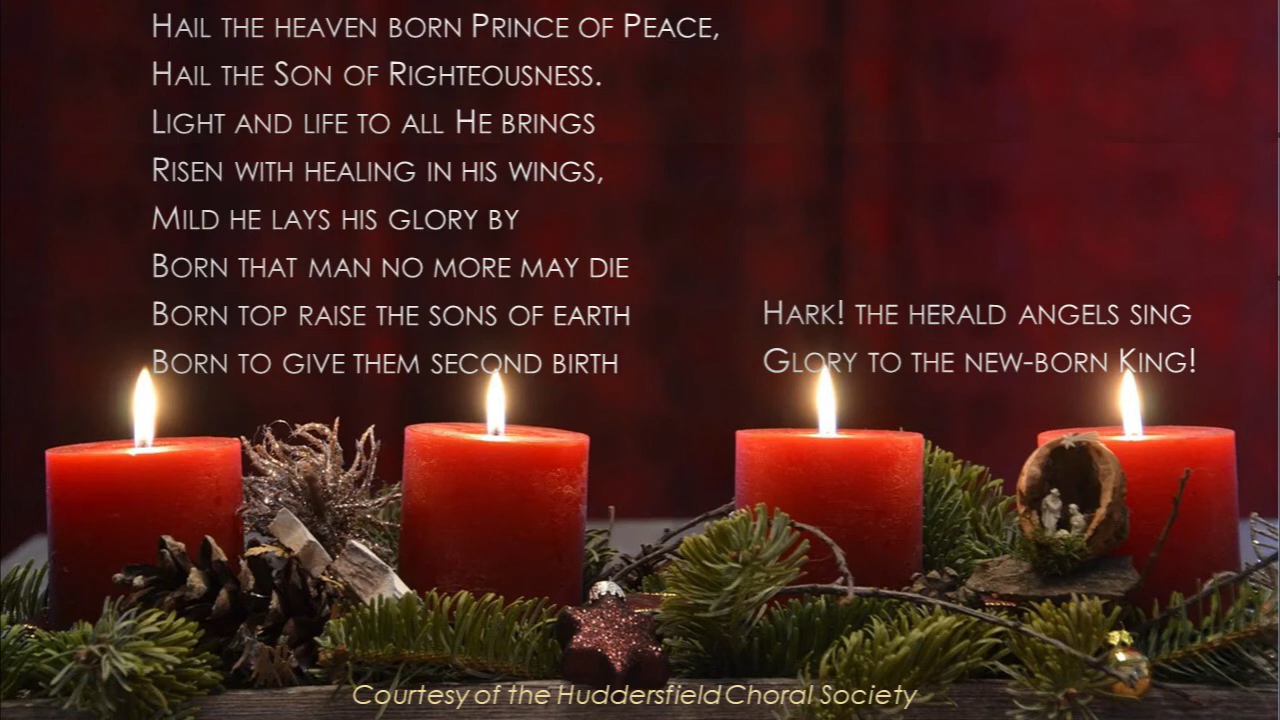 Hail the heaven born Prince of Peace,
Hail the Son of Righteousness.
Light and life to all He brings
Risen with healing in his wings,
Mild he lays his glory by
Born that man no more may die
Born top raise the sons of earth
Born to give them second birth
Hark! the herald angels sing
Glory to the new-born King!
Courtesy of the Huddersfield Choral Society